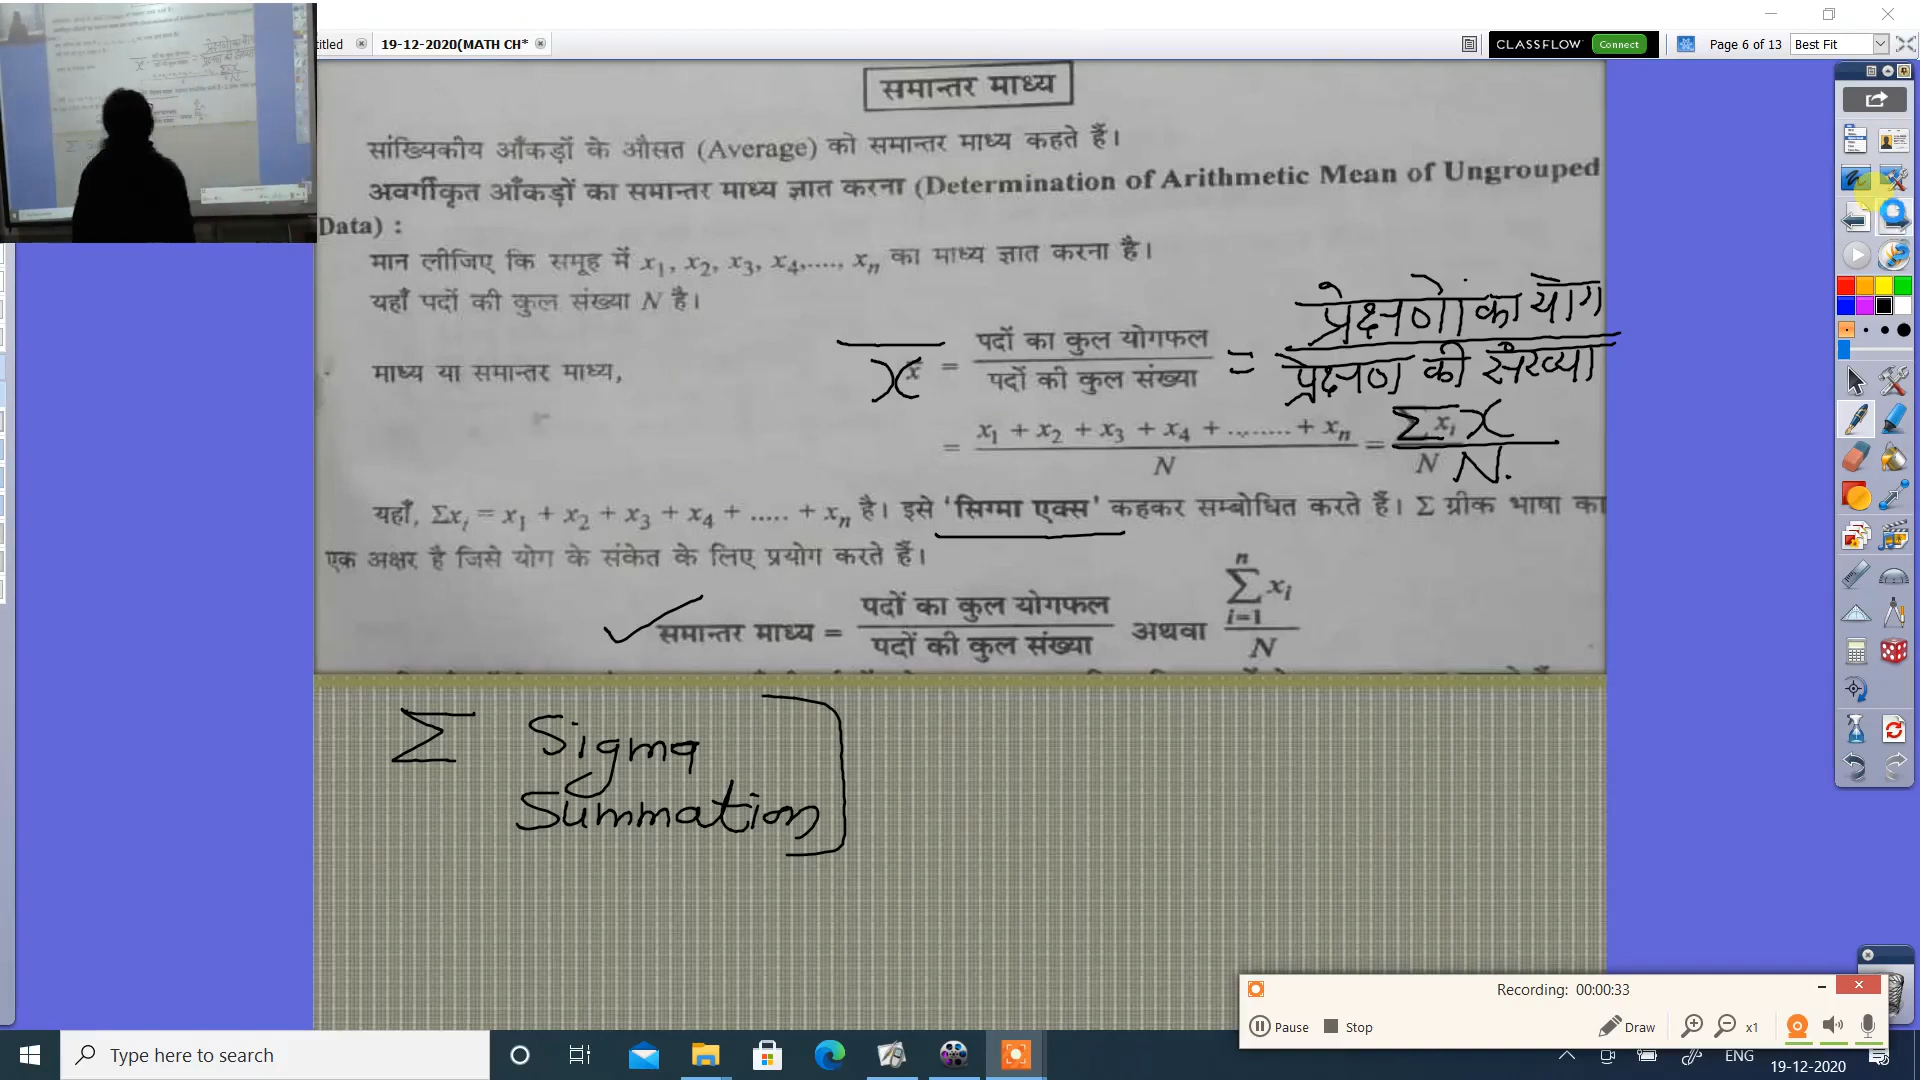 titled
19-12-2020(MATH CH*
CLASSFLOW Connect
Page 6 of 13
Best Fit
समान्तर माध्य
सांख्यिकीय आँकड़ों के औसत (Average) को समान्तर माध्य कहते हैं।
अवर्गीकृत आँकड़ों का समान्तर माध्य ज्ञात करना (Determination of Arithmetic Mean of Ungrouped
Data) :
मान लीजिए कि समूह में x₁, x₂, x₃, x₄,...., xₙ का माध्य ज्ञात करना है।
यहाँ पदों की कुल संख्या N है।
प्रेक्षणों का योग
माध्य या समान्तर माध्य, x̄ = पदों का कुल योगफल / पदों की कुल संख्या =
प्रेक्षण की संख्या
= x₁ + x₂ + x₃ + x₄ + ........ + xₙ / N = Σxᵢ / N
Σ x / N.
यहाँ, Σxᵢ = x₁ + x₂ + x₃ + x₄ + ..... + xₙ है। इसे 'सिग्मा एक्स' कहकर सम्बोधित करते हैं। Σ ग्रीक भाषा का
एक अक्षर है जिसे योग के संकेत के लिए प्रयोग करते हैं।
समान्तर माध्य = पदों का कुल योगफल / पदों की कुल संख्या अथवा n Σ i=1 xᵢ / N
Σ Sigma
Summation
Recording: 00:00:33
Pause Stop Draw x1
Type here to search
ENG
19-12-2020